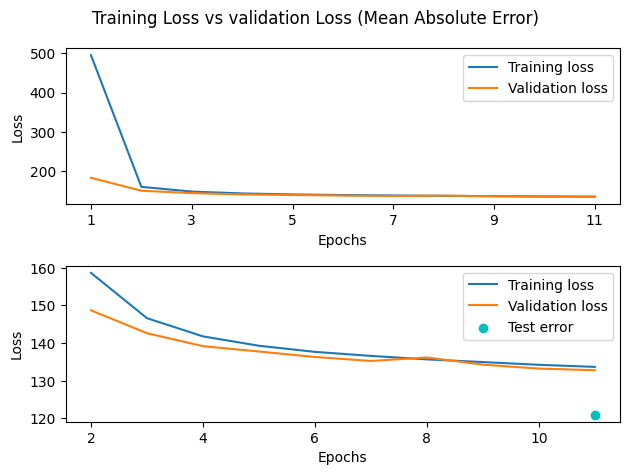 Training Loss vs validation Loss (Mean Absolute Error)
500
400
300
200
Loss
Training loss
Validation loss
1 3 5 7 9 11
Epochs
160
150
140
130
120
Loss
Training loss
Validation loss
Test error
2 4 6 8 10
Epochs